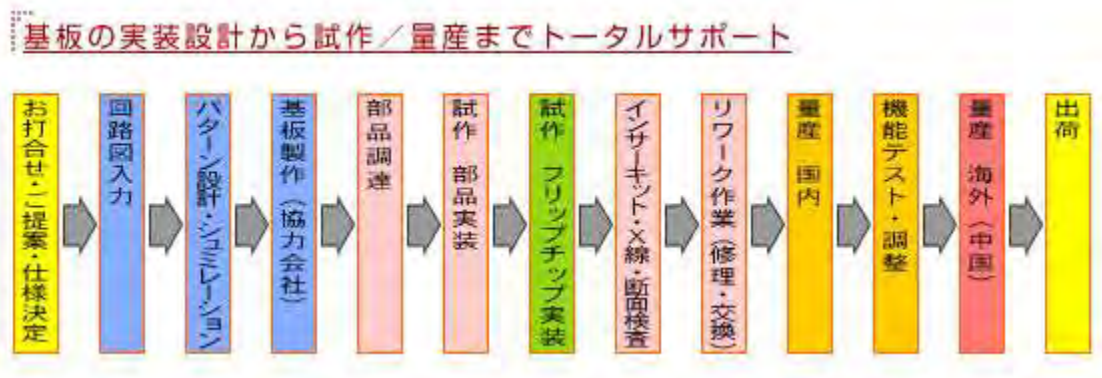 基板の実装設計から試作／量産までトータルサポート
お打合せ・ご提案・仕様決定
回路図入力
パターン設計・シュミレーション
基板製作（協力会社）
部品調達
試作　部品実装
試作　フリップチップ実装
インサーキット・X線・断面検査
リワーク作業（修理・交換）
量産　国内
機能テスト・調整
量産　海外（中国）
出荷